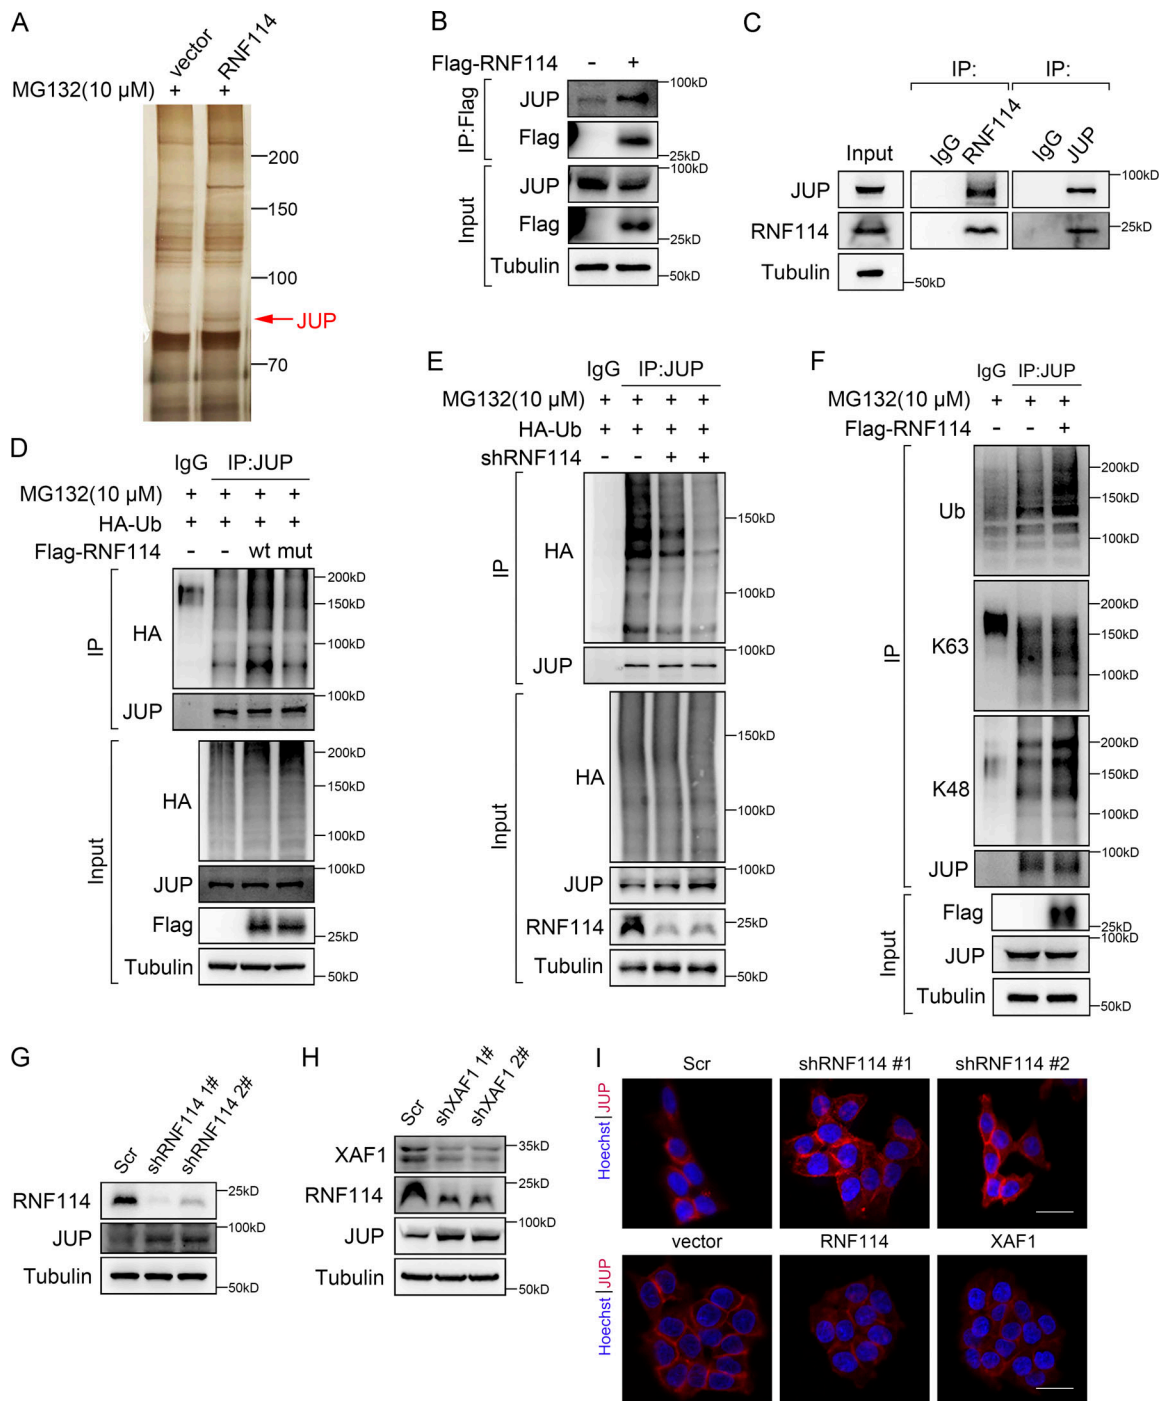 A
vector
RNF114
MG132(10 µM)
+
+
200
150
100
JUP
70
B
Flag-RNF114
-
+
IP:Flag
JUP
100kD
Flag
25kD
Input
JUP
100kD
Flag
25kD
Tubulin
50kD
C
IP:
IP:
Input
IgG
RNF114
IgG
JUP
JUP
100kD
RNF114
25kD
Tubulin
50kD
D
IgG
IP:JUP
MG132(10 µM)
+ + + +
HA-Ub
+ + + +
Flag-RNF114
- - wt mut
IP
HA
200kD
150kD
100kD
JUP
100kD
Input
HA
200kD
150kD
100kD
JUP
100kD
Flag
25kD
Tubulin
50kD
E
IgG
IP:JUP
MG132(10 µM)
+ + + +
HA-Ub
+ + + +
shRNF114
- - + +
IP
HA
150kD
100kD
JUP
100kD
Input
HA
150kD
100kD
JUP
100kD
RNF114
25kD
Tubulin
50kD
F
IgG
IP:JUP
MG132(10 µM)
+ + +
Flag-RNF114
- - +
IP
Ub
200kD
150kD
100kD
K63
200kD
150kD
100kD
K48
200kD
150kD
100kD
JUP
100kD
Input
Flag
25kD
JUP
100kD
Tubulin
50kD
G
Scr
shRNF114 1#
shRNF114 2#
RNF114
25kD
JUP
100kD
Tubulin
50kD
H
Scr
shXAF1 1#
shXAF1 2#
XAF1
35kD
RNF114
25kD
JUP
100kD
Tubulin
50kD
I
Scr
shRNF114 #1
shRNF114 #2
Hoechst|JUP
vector
RNF114
XAF1
Hoechst|JUP